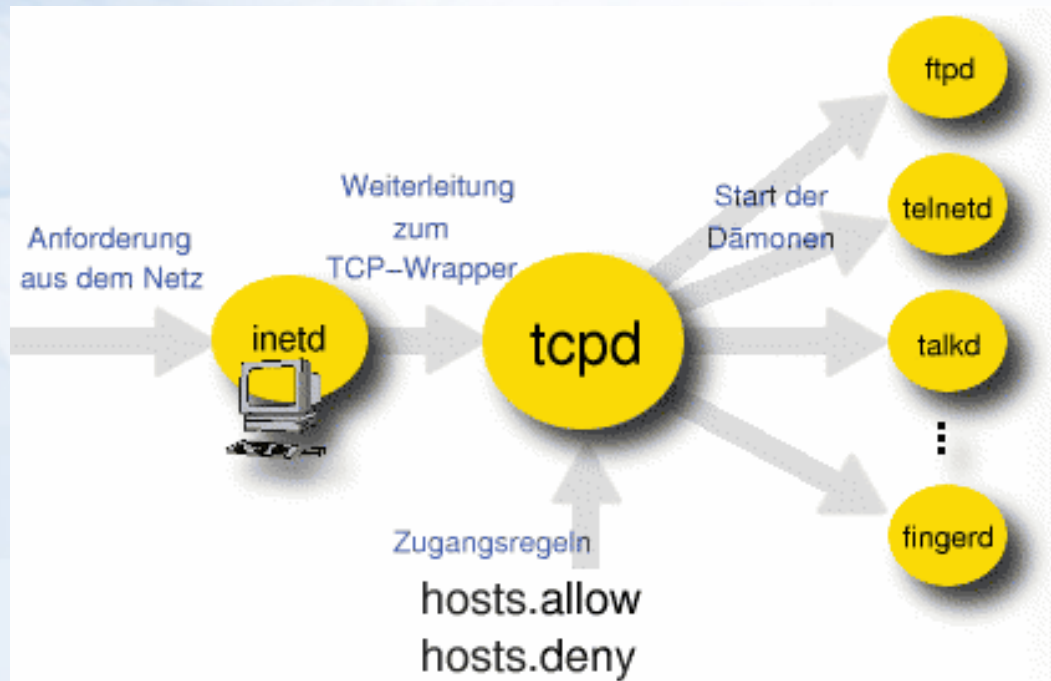 Anforderung
aus dem Netz
inetd
Weiterleitung
zum
TCP–Wrapper
tcpd
Zugangsregeln
hosts.allow
hosts.deny
Start der
Dämonen
ftpd
telnetd
talkd
⋮
fingerd